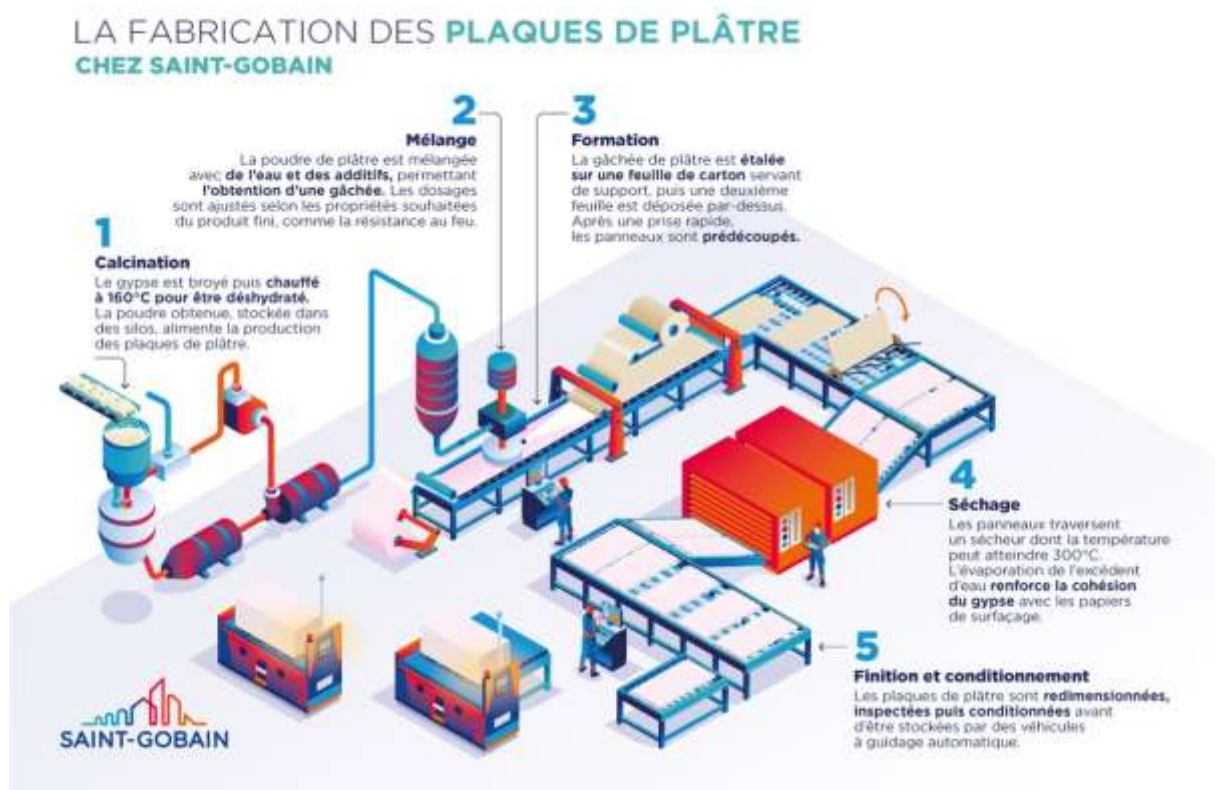 LA FABRICATION DES PLAQUES DE PLÂTRE
CHEZ SAINT-GOBAIN
1
Calcination
Le gypse est broyé puis chauffé
à 160°C pour être déshydraté.
La poudre obtenue, stockée dans
des silos, alimente la production
des plaques de plâtre.
2
Mélange
La poudre de plâtre est mélangée
avec de l'eau et des additifs, permettant
l'obtention d'une gâchée. Les dosages
sont ajustés selon les propriétés souhaitées
du produit fini, comme la résistance au feu.
3
Formation
La gâchée de plâtre est étalée
sur une feuille de carton servant
de support, puis une deuxième
feuille est déposée par-dessus.
Après une prise rapide,
les panneaux sont prédécoupés.
4
Séchage
Les panneaux traversent
un sécheur dont la température
peut atteindre 300°C.
L'évaporation de l'excédent
d'eau renforce la cohésion
du gypse avec les papiers
de surfaçage.
5
Finition et conditionnement
Les plaques de plâtre sont redimensionnées,
inspectées puis conditionnées avant
d'être stockées par des véhicules
à guidage automatique.
SAINT-GOBAIN